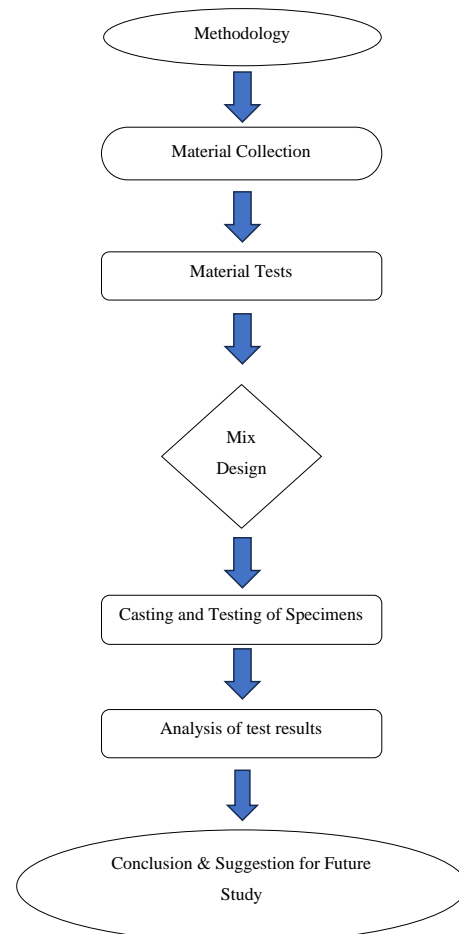 Methodology
Material Collection
Material Tests
Mix
Design
Casting and Testing of Specimens
Analysis of test results
Conclusion & Suggestion for Future
Study